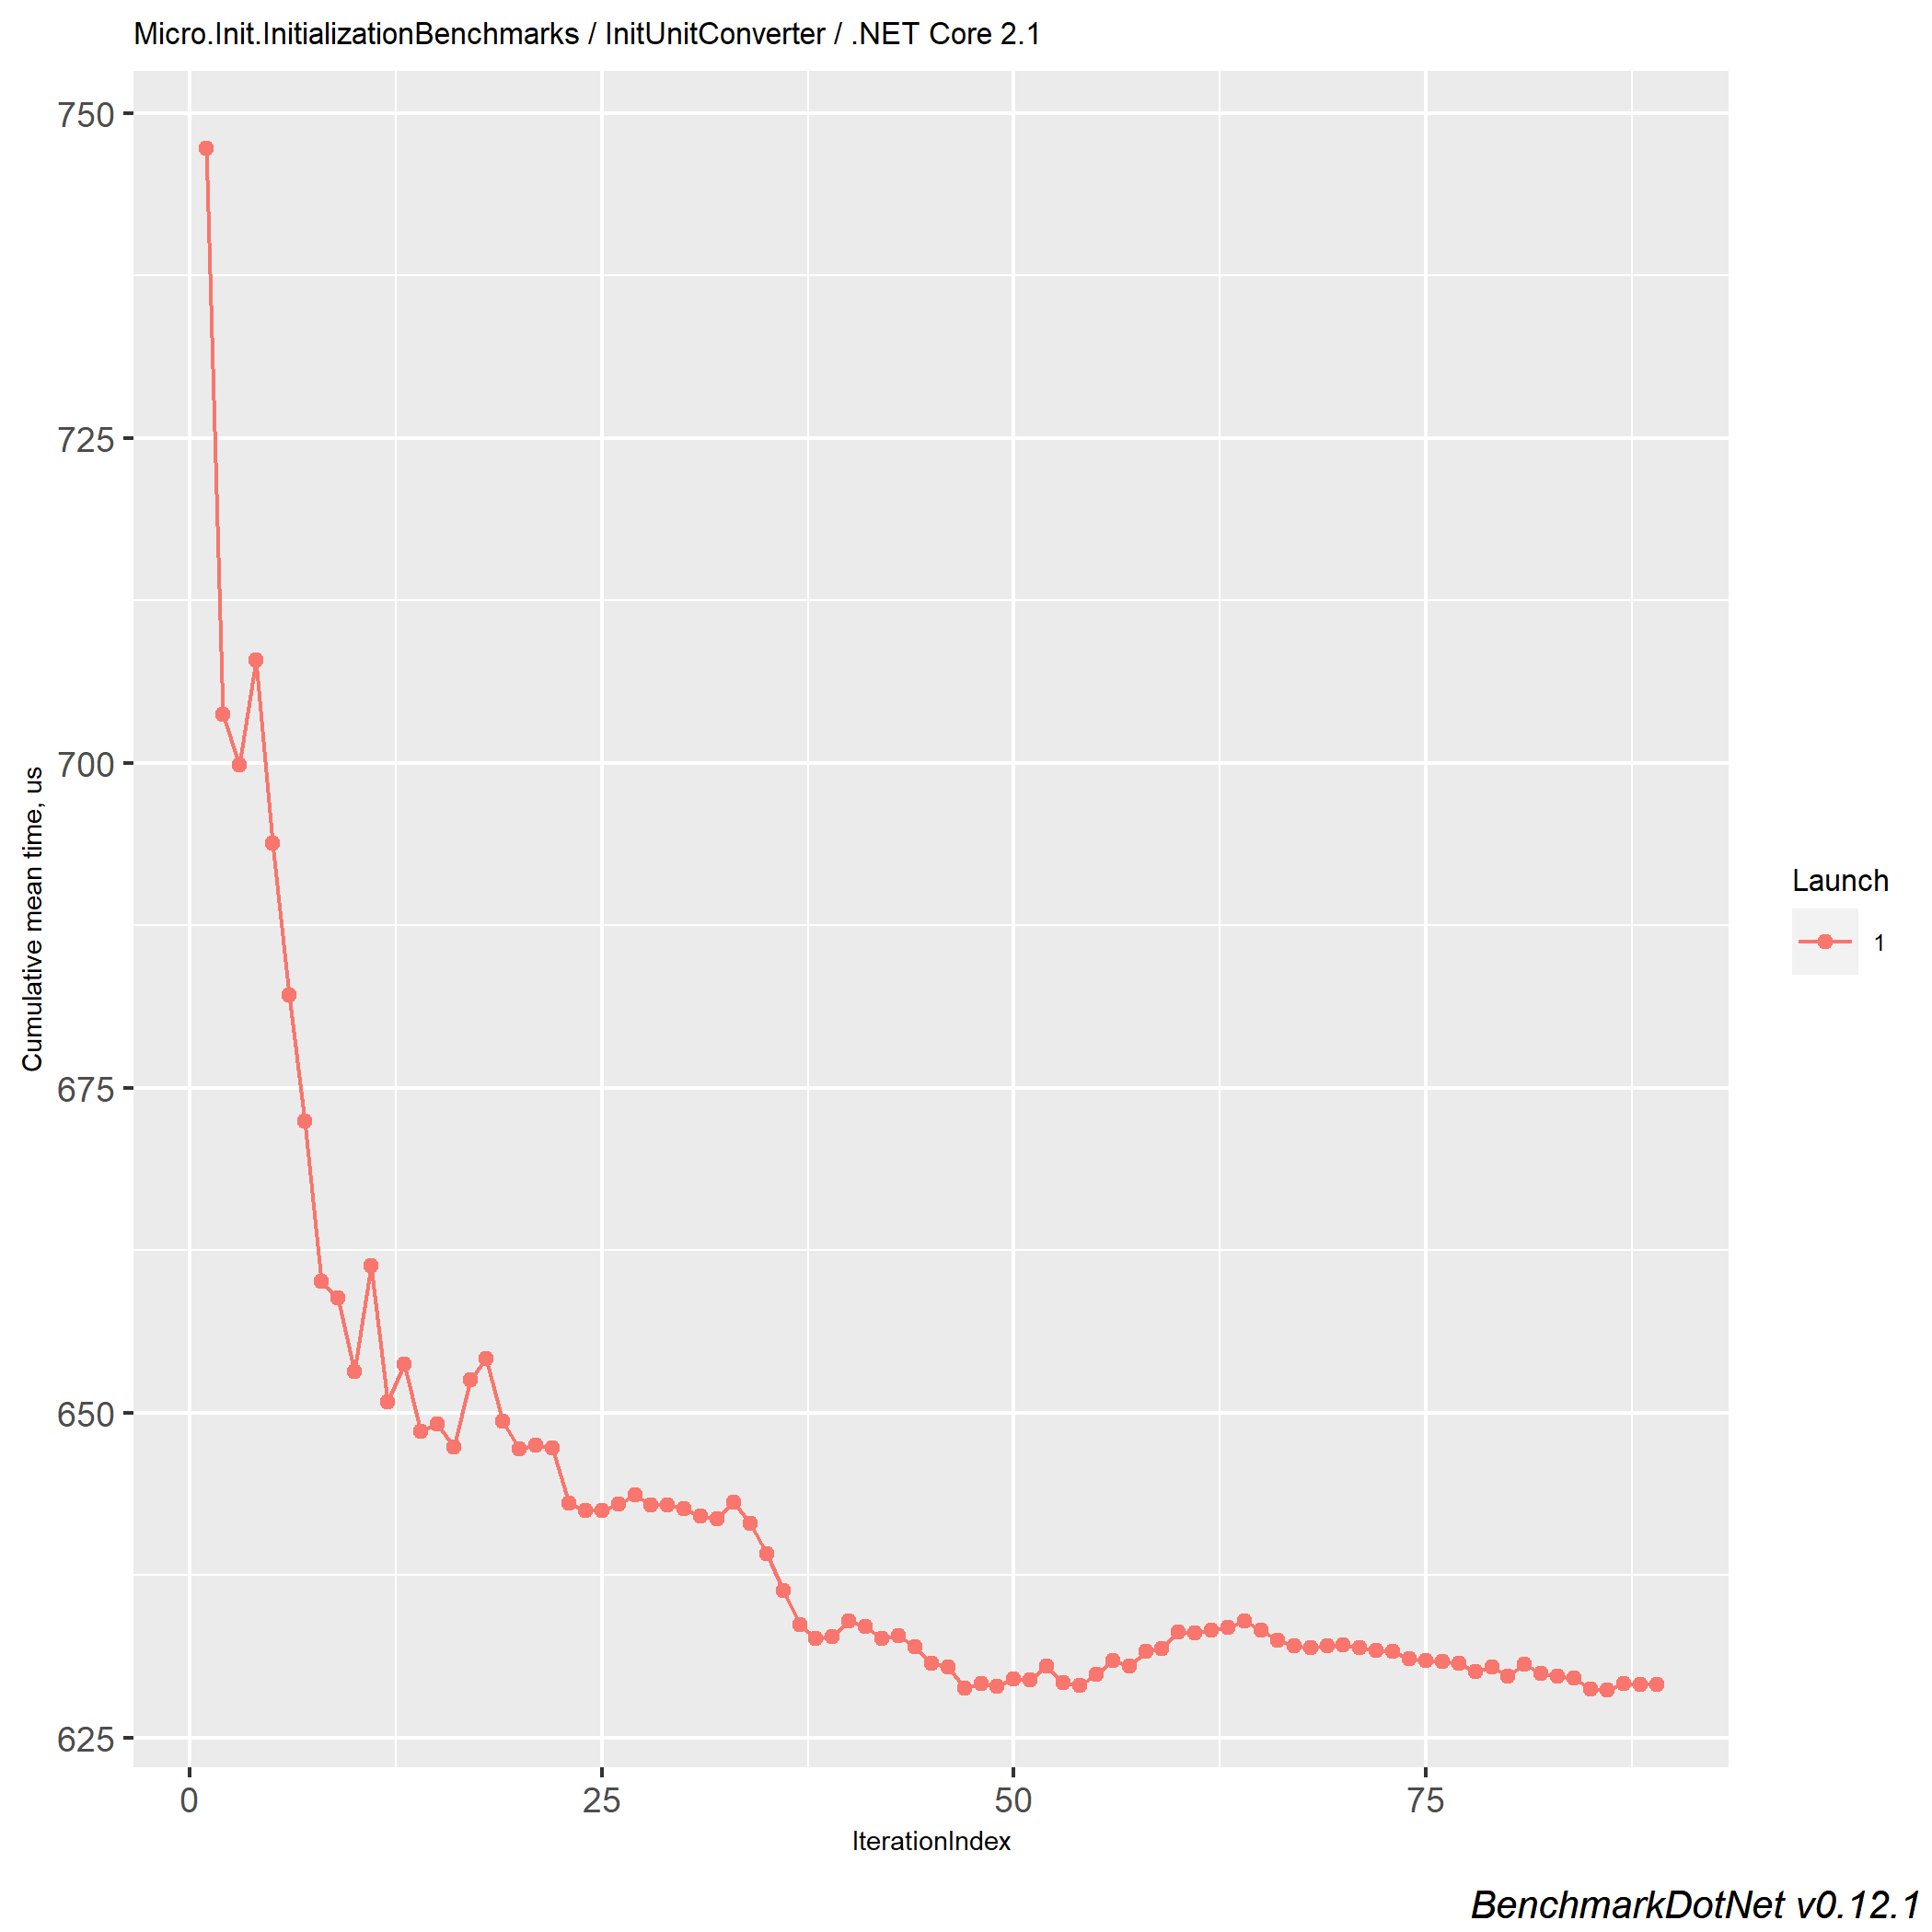 Micro.Init.InitializationBenchmarks / InitUnitConverter / .NET Core 2.1
750
725
700
675
650
625
Cumulative mean time, us
0 25 50 75
IterationIndex
Launch
1
BenchmarkDotNet v0.12.1